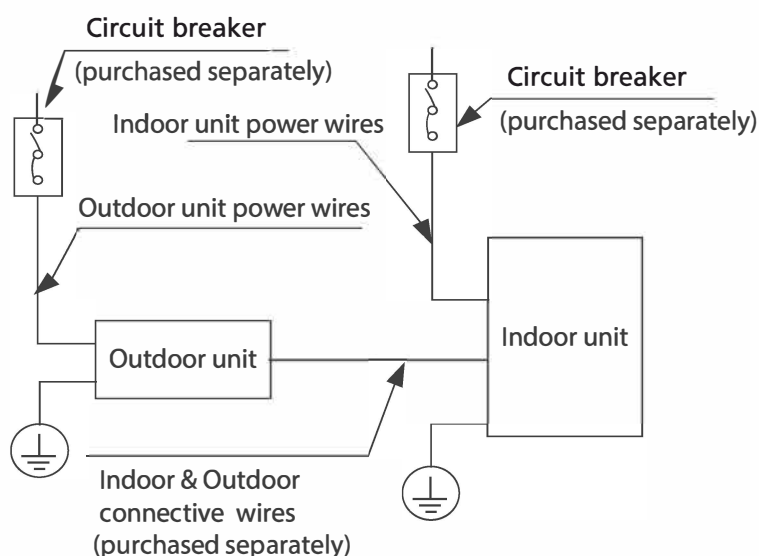 Circuit breaker
(purchased separately)
Circuit breaker
(purchased separately)
Indoor unit power wires
Outdoor unit power wires
Indoor unit
Outdoor unit
Indoor & Outdoor
connective wires
(purchased separately)